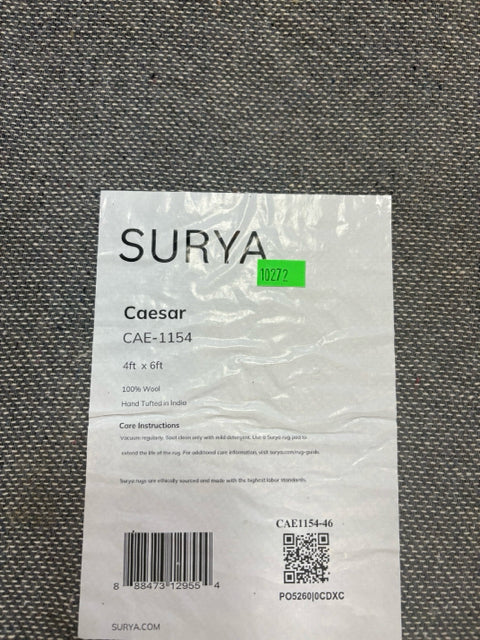 SURYA
10272
Caesar
CAE-1154
4ft x 6ft
100% Wool
Hand Tufted in India
Care Instructions
Vacuum regularly. Spot clean only with mild detergent. Use a Surya rug pad to
extend the life of the rug. For additional care information, visit surya.com/rug-guide.
Surya rugs are ethically sourced and made with the highest labor standards.
CAE1154-46
8 88473 12955 4
PO5260|0CDXC
SURYA.COM